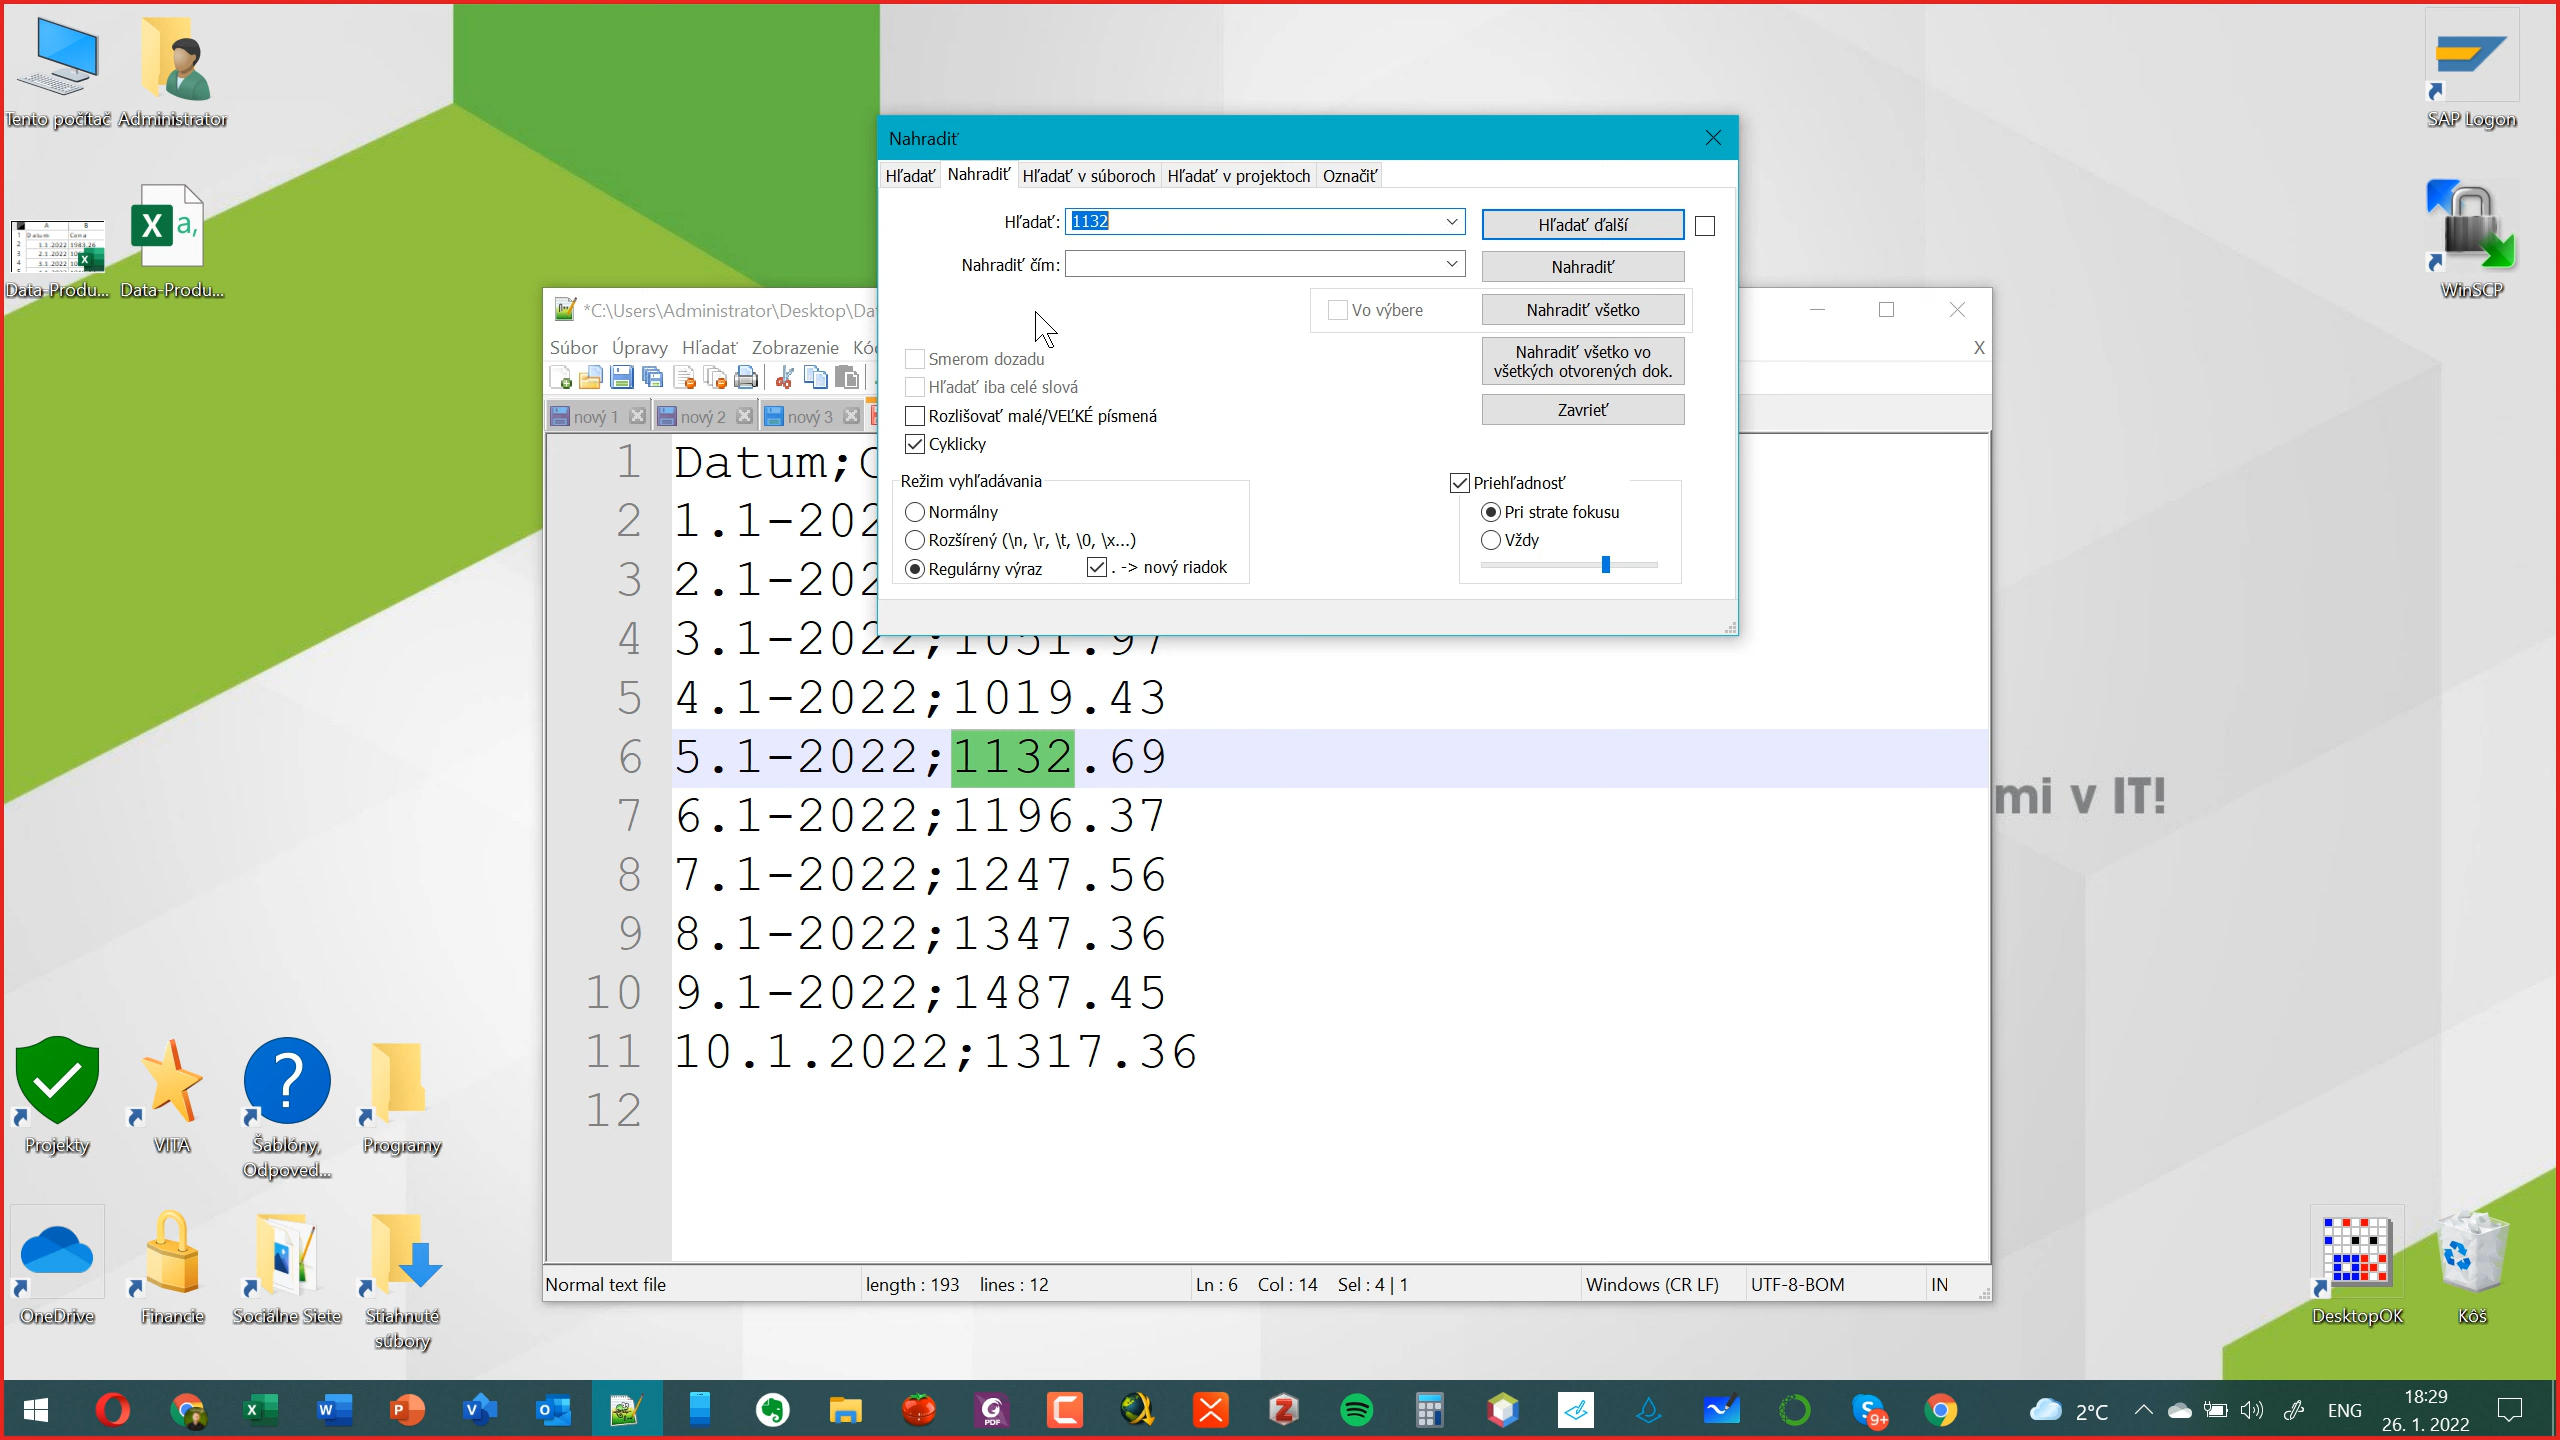 Tento počítač
Administrator
Data-Produ...
Data-Produ...
SAP Logon
WinSCP
Nahradiť
Hľadať
Nahradiť
Hľadať v súboroch
Hľadať v projektoch
Označiť
Hľadať:
1132
Hľadať ďalší
Nahradiť čím:
Nahradiť
Vo výbere
Nahradiť všetko
Nahradiť všetko vo
všetkých otvorených dok.
Zavrieť
Smerom dozadu
Hľadať iba celé slová
Rozlišovať malé/VEĽKÉ písmená
Cyklicky
Režim vyhľadávania
Normálny
Rozšírený (\n, \r, \t, \0, \x...)
Regulárny výraz
. -> nový riadok
Priehľadnosť
Pri strate fokusu
Vždy
*C:\Users\Administrator\Desktop\Da
Súbor Úpravy Hľadať Zobrazenie
X
nový 1
nový 2
nový 3
1 Datum;
2 1.1-202
3 2.1-202
4 3.1-2022;1051.97
5 4.1-2022;1019.43
6 5.1-2022;1132.69
7 6.1-2022;1196.37
8 7.1-2022;1247.56
9 8.1-2022;1347.36
10 9.1-2022;1487.45
11 10.1.2022;1317.36
12
Normal text file
length : 193 lines : 12
Ln : 6 Col : 14 Sel : 4 | 1
Windows (CR LF)
UTF-8-BOM
IN
mi v IT!
Projekty
VITA
Šablóny,
Odpoved...
Programy
OneDrive
Financie
Sociálne Siete
Stiahnuté
súbory
DesktopOK
Kôš
2°C
ENG
18:29
26. 1. 2022